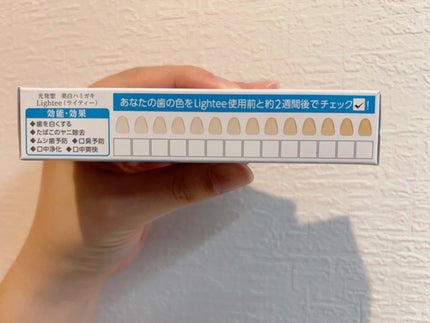 光発想 美白ハミガキ
Lightee(ライティー)
効能・効果
◆歯を白くする
◆たばこのヤニ除去
◆ムシ歯予防 ◆口臭予防
◆口中浄化 ◆口中爽快
あなたの歯の色をLightee使用前と約2週間後でチェック☑!